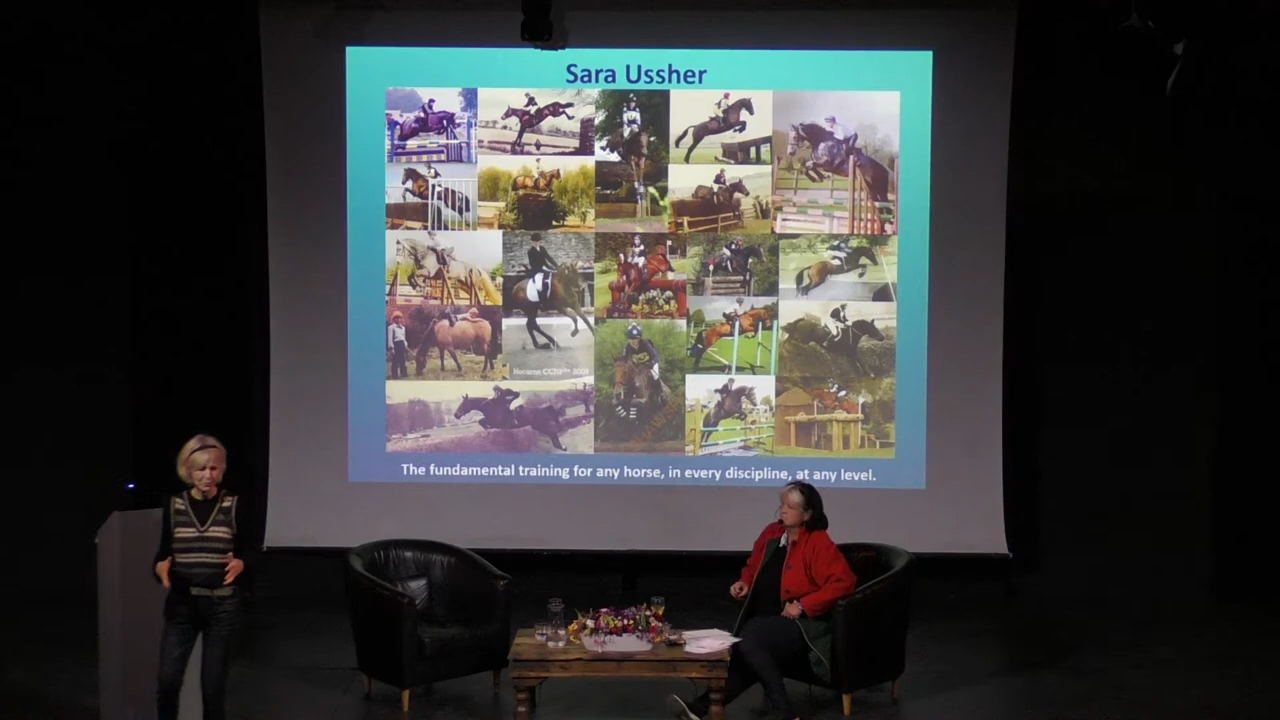 Sara Ussher
The fundamental training for any horse, in every discipline, at any level.